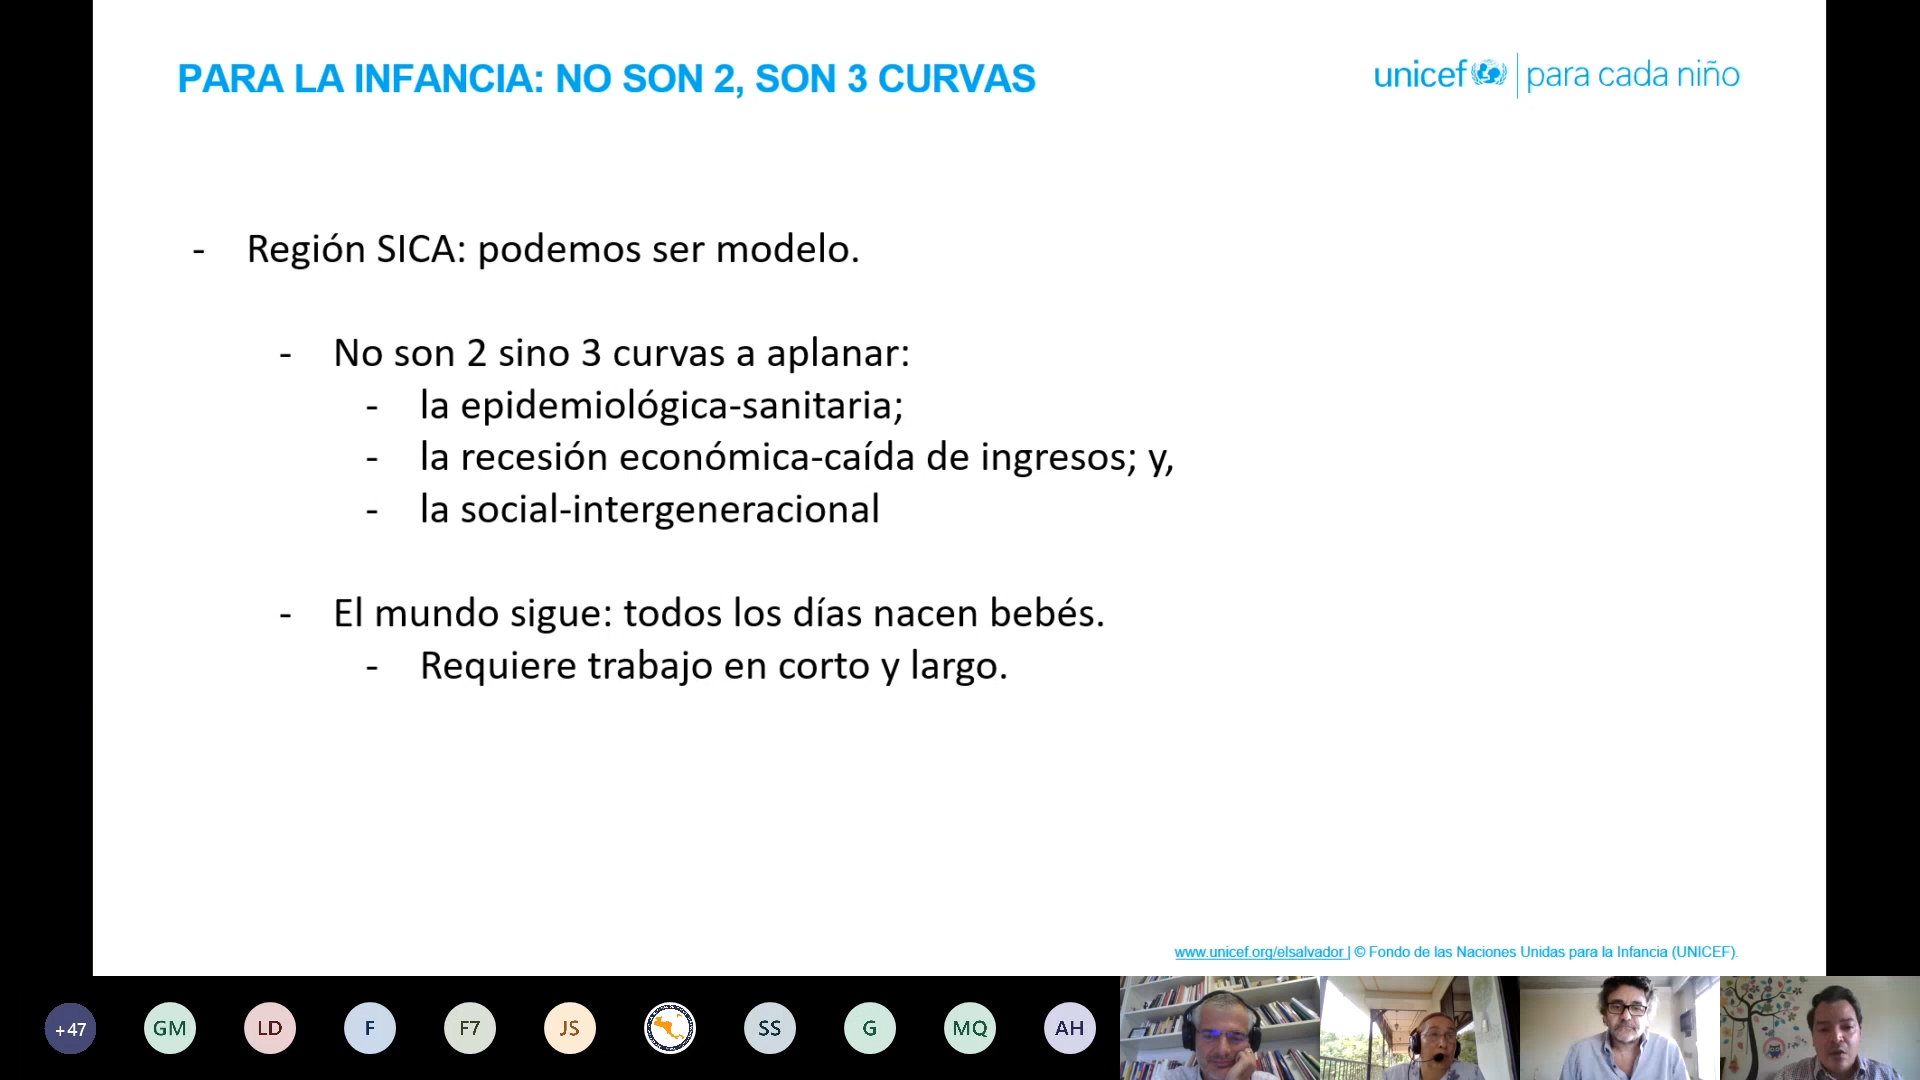 PARA LA INFANCIA: NO SON 2, SON 3 CURVAS
unicef para cada niño
- Región SICA: podemos ser modelo.
- No son 2 sino 3 curvas a aplanar:
- la epidemiológica-sanitaria;
- la recesión económica-caída de ingresos; y,
- la social-intergeneracional
- El mundo sigue: todos los días nacen bebés.
- Requiere trabajo en corto y largo.
www.unicef.org/elsalvador | © Fondo de las Naciones Unidas para la Infancia (UNICEF).
+47 GM LD F F7 JS SS G MQ AH